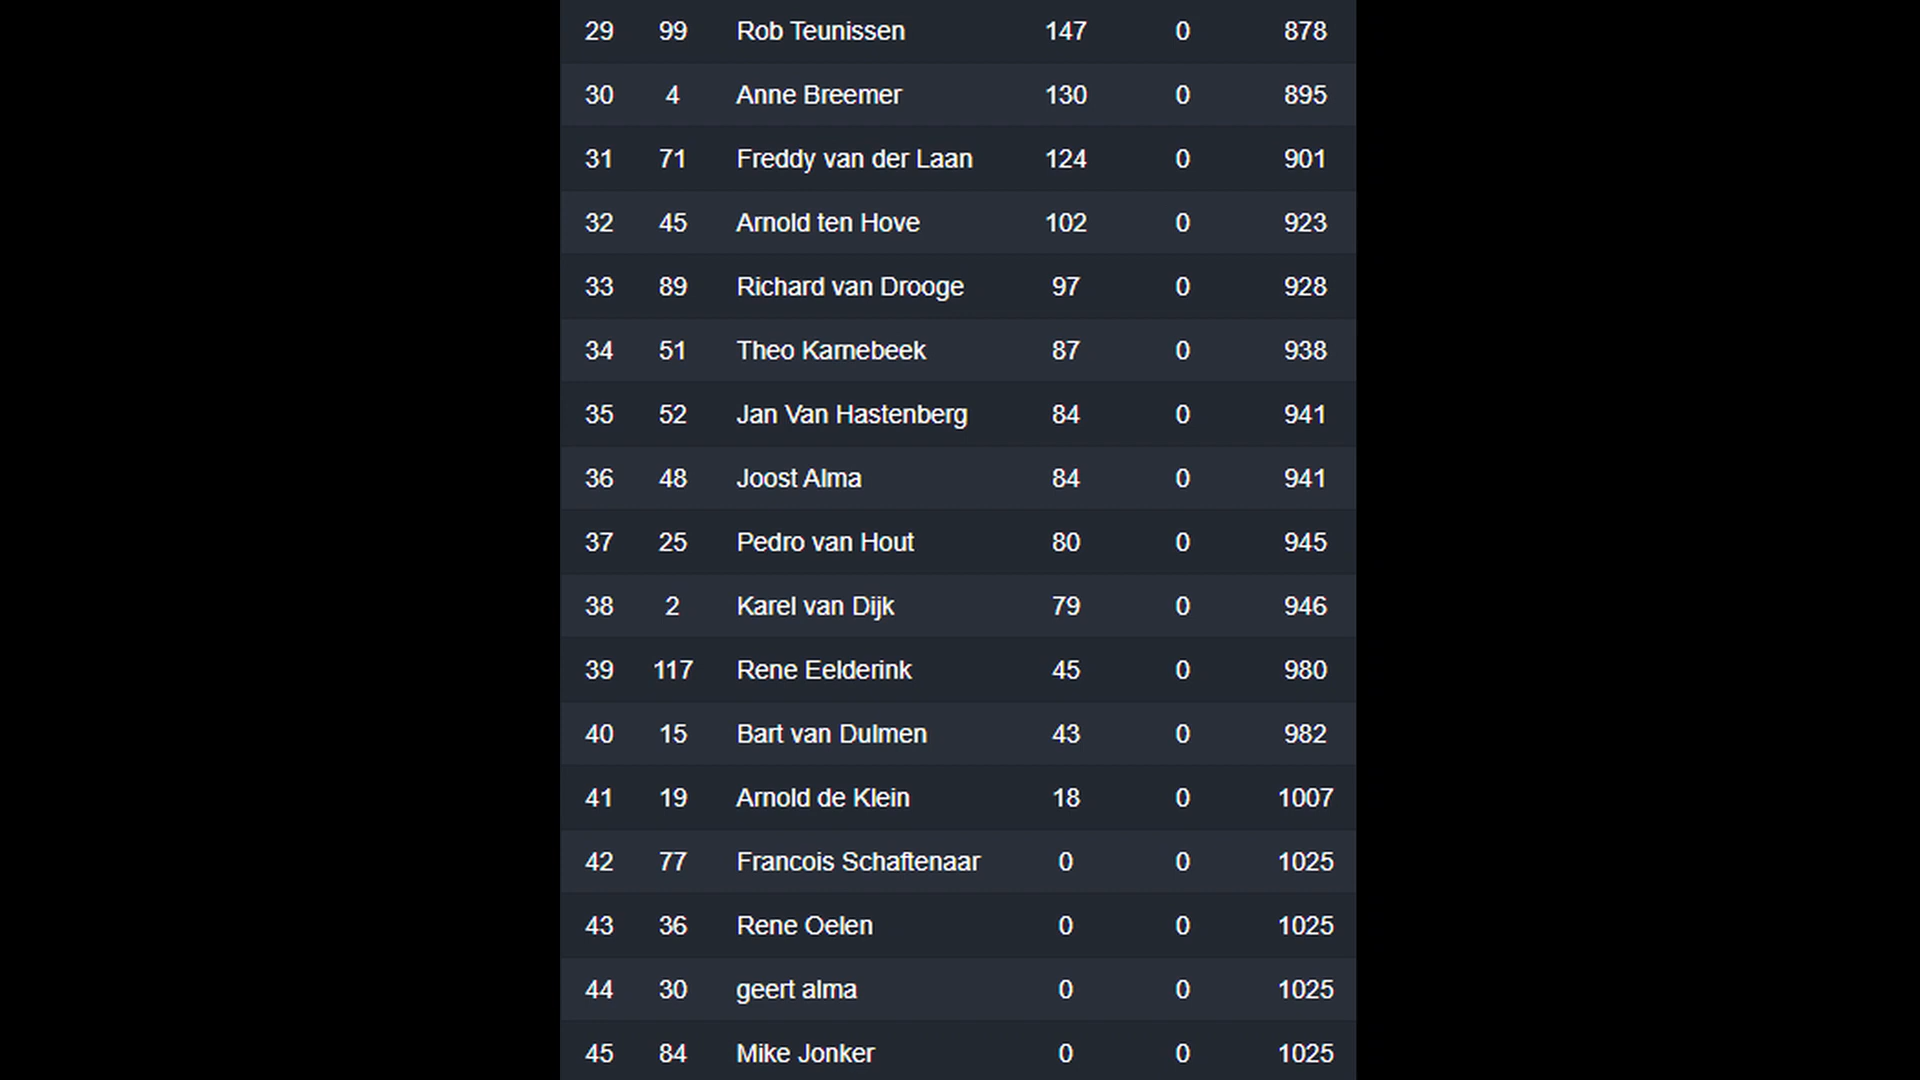 29 99 Rob Teunissen 147 0 878
30 4 Anne Breemer 130 0 895
31 71 Freddy van der Laan 124 0 901
32 45 Arnold ten Hove 102 0 923
33 89 Richard van Drooge 97 0 928
34 51 Theo Karnebeek 87 0 938
35 52 Jan Van Hastenberg 84 0 941
36 48 Joost Alma 84 0 941
37 25 Pedro van Hout 80 0 945
38 2 Karel van Dijk 79 0 946
39 117 Rene Eelderink 45 0 980
40 15 Bart van Dulmen 43 0 982
41 19 Arnold de Klein 18 0 1007
42 77 Francois Schaftenaar 0 0 1025
43 36 Rene Oelen 0 0 1025
44 30 geert alma 0 0 1025
45 84 Mike Jonker 0 0 1025